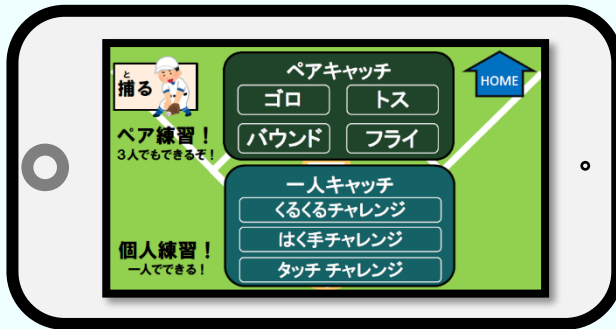 と
捕る
ペア練習！
３人でもできるぞ！
ペアキャッチ
ゴロ
トス
バウンド
フライ
HOME
個人練習！
一人でできる！
一人キャッチ
くるくるチャレンジ
はく手チャレンジ
タッチ チャレンジ